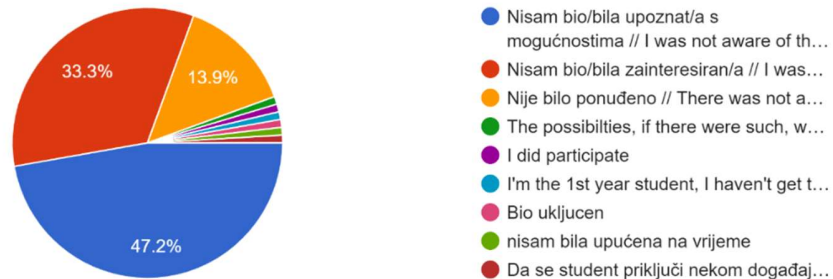 33.3%
13.9%
47.2%
Nisam bio/bila upoznat/a s
mogućnostima // I was not aware of th…
Nisam bio/bila zainteresiran/a // I was…
Nije bilo ponuđeno // There was not a…
The possibilties, if there were such, w…
I did participate
I'm the 1st year student, I haven't get t…
Bio ukljucen
nisam bila upućena na vrijeme
Da se student priključi nekom događaj…